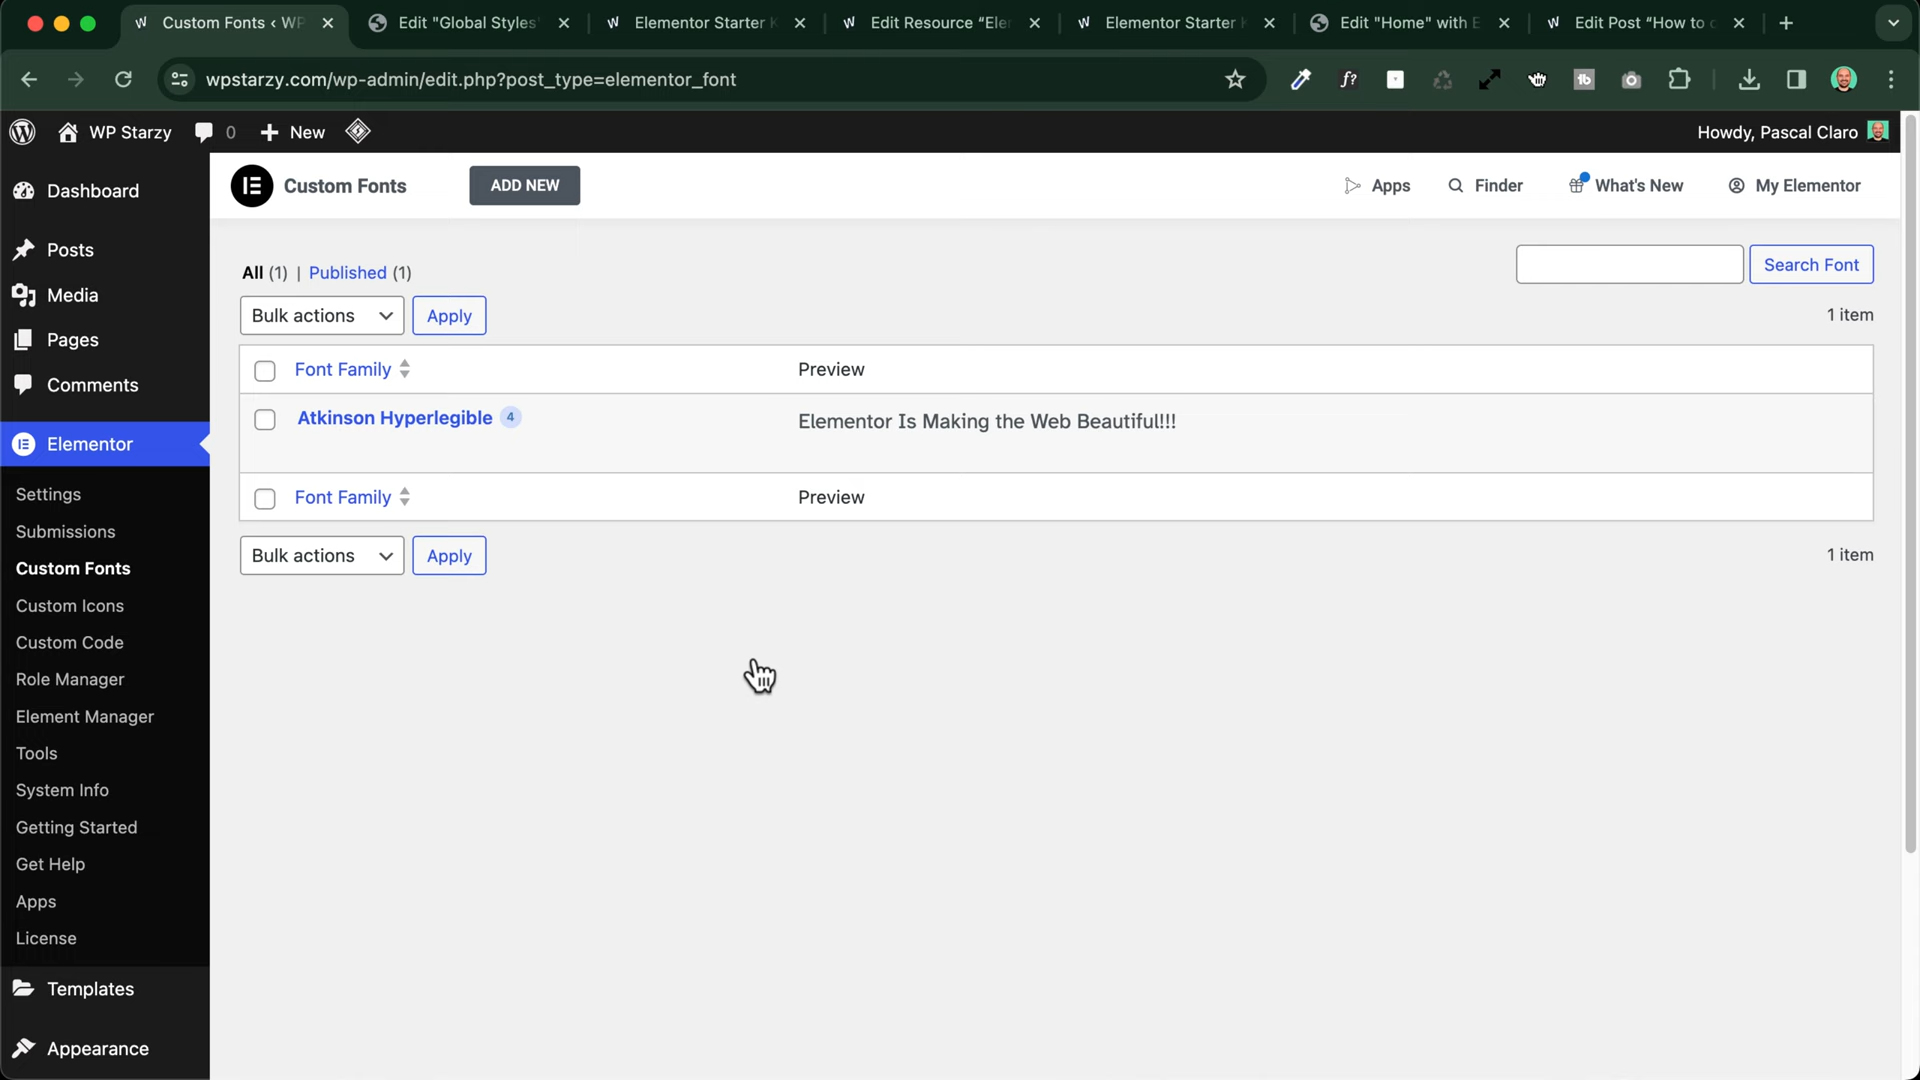 Custom Fonts ‹ WP
Edit "Global Styles"
Elementor Starter K
Edit Resource “Ele
Elementor Starter K
Edit "Home" with E
Edit Post “How to c
wpstarzy.com/wp-admin/edit.php?post_type=elementor_font
WP Starzy
0
New
Howdy, Pascal Claro
Dashboard
Posts
Media
Pages
Comments
Elementor
Settings
Submissions
Custom Fonts
Custom Icons
Custom Code
Role Manager
Element Manager
Tools
System Info
Getting Started
Get Help
Apps
License
Templates
Appearance
Custom Fonts
ADD NEW
Apps
Finder
What's New
My Elementor
All (1) | Published (1)
Search Font
Bulk actions
Apply
1 item
Font Family
Preview
Atkinson Hyperlegible 4
Elementor Is Making the Web Beautiful!!!
Font Family
Preview
Bulk actions
Apply
1 item